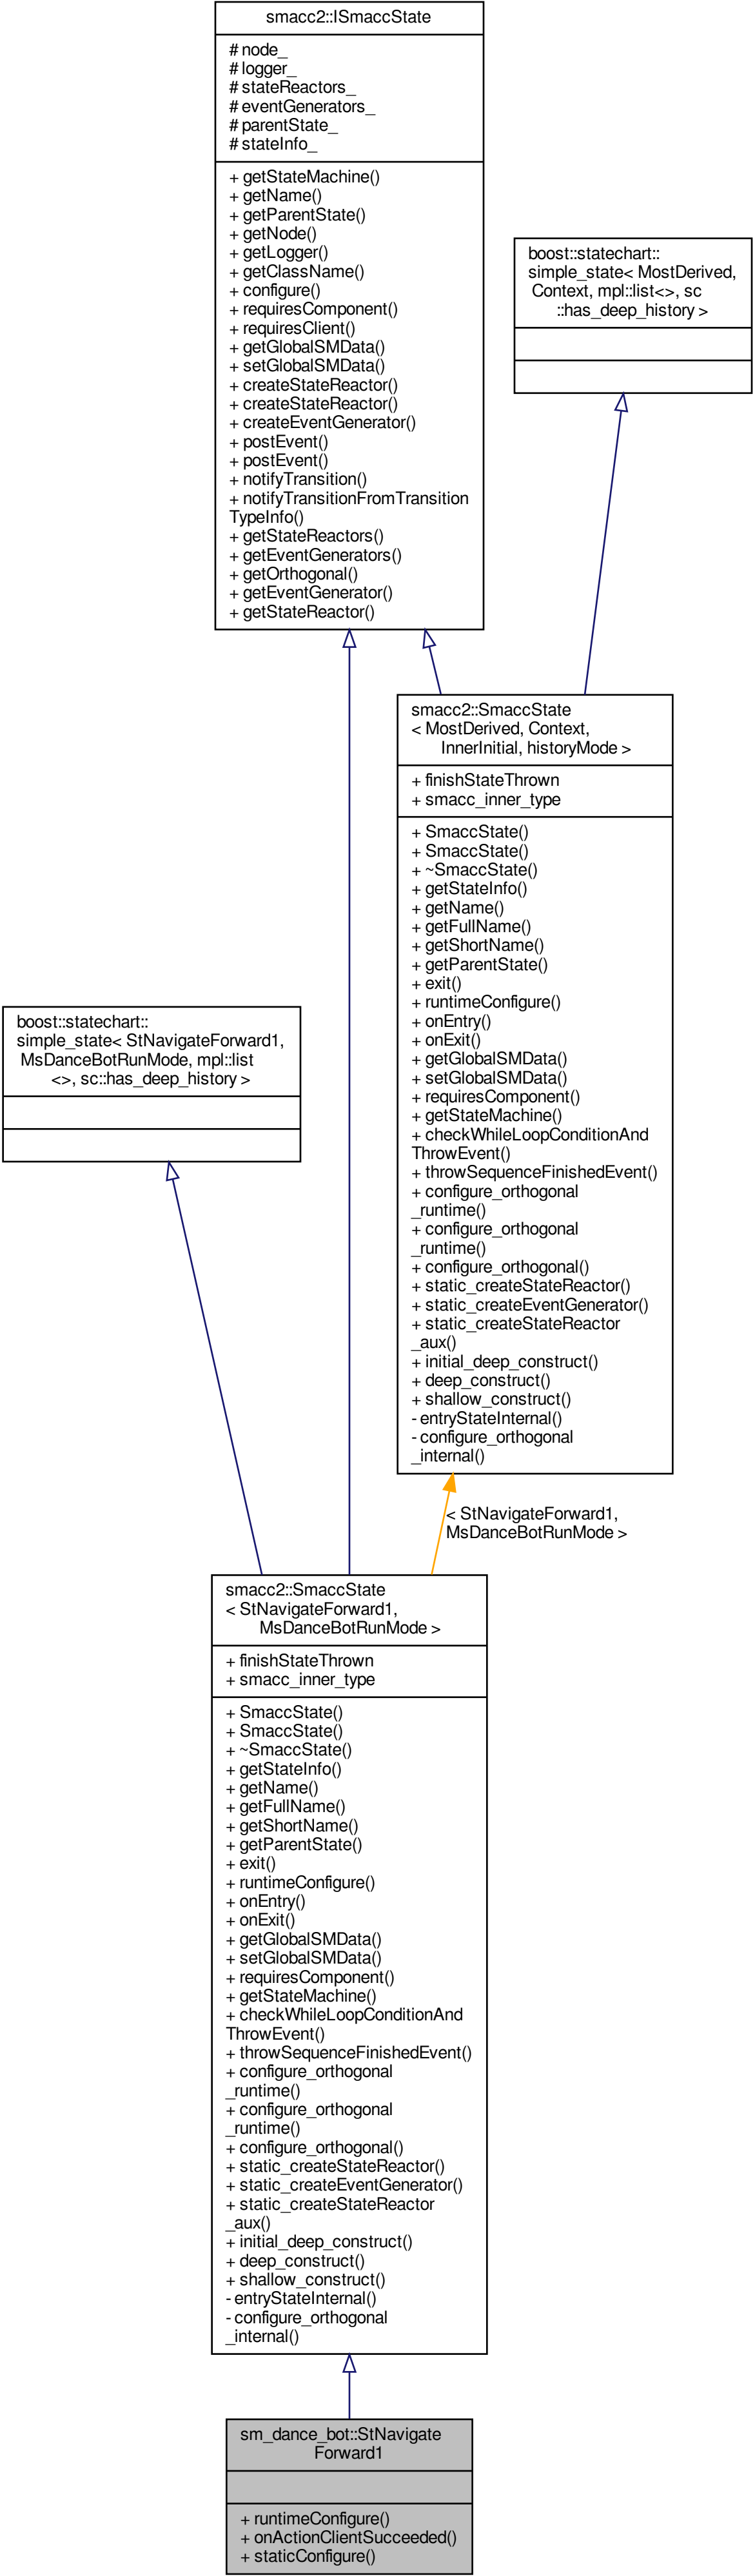 smacc2::ISmaccState
# node_
# logger_
# stateReactors_
# eventGenerators_
# parentState_
# stateInfo_
+ getStateMachine()
+ getName()
+ getParentState()
+ getNode()
+ getLogger()
+ getClassName()
+ configure()
+ requiresComponent()
+ requiresClient()
+ getGlobalSMData()
+ setGlobalSMData()
+ createStateReactor()
+ createStateReactor()
+ createEventGenerator()
+ postEvent()
+ postEvent()
+ notifyTransition()
+ notifyTransitionFromTransition
TypeInfo()
+ getStateReactors()
+ getEventGenerators()
+ getOrthogonal()
+ getEventGenerator()
+ getStateReactor()
boost::statechart::
simple_state< MostDerived,
Context, mpl::list<>, sc
::has_deep_history >
smacc2::SmaccState
< MostDerived, Context,
InnerInitial, historyMode >
+ finishStateThrown
+ smacc_inner_type
+ SmaccState()
+ SmaccState()
+ ~SmaccState()
+ getStateInfo()
+ getName()
+ getFullName()
+ getShortName()
+ getParentState()
+ exit()
+ runtimeConfigure()
+ onEntry()
+ onExit()
+ getGlobalSMData()
+ setGlobalSMData()
+ requiresComponent()
+ getStateMachine()
+ checkWhileLoopConditionAnd
ThrowEvent()
+ throwSequenceFinishedEvent()
+ configure_orthogonal
_runtime()
+ configure_orthogonal
_runtime()
+ configure_orthogonal()
+ static_createStateReactor()
+ static_createEventGenerator()
+ static_createStateReactor
_aux()
+ initial_deep_construct()
+ deep_construct()
+ shallow_construct()
- entryStateInternal()
- configure_orthogonal
_internal()
boost::statechart::
simple_state< StNavigateForward1,
MsDanceBotRunMode, mpl::list
<>, sc::has_deep_history >
< StNavigateForward1,
MsDanceBotRunMode >
smacc2::SmaccState
< StNavigateForward1,
MsDanceBotRunMode >
+ finishStateThrown
+ smacc_inner_type
+ SmaccState()
+ SmaccState()
+ ~SmaccState()
+ getStateInfo()
+ getName()
+ getFullName()
+ getShortName()
+ getParentState()
+ exit()
+ runtimeConfigure()
+ onEntry()
+ onExit()
+ getGlobalSMData()
+ setGlobalSMData()
+ requiresComponent()
+ getStateMachine()
+ checkWhileLoopConditionAnd
ThrowEvent()
+ throwSequenceFinishedEvent()
+ configure_orthogonal
_runtime()
+ configure_orthogonal
_runtime()
+ configure_orthogonal()
+ static_createStateReactor()
+ static_createEventGenerator()
+ static_createStateReactor
_aux()
+ initial_deep_construct()
+ deep_construct()
+ shallow_construct()
- entryStateInternal()
- configure_orthogonal
_internal()
sm_dance_bot::StNavigate
Forward1
+ runtimeConfigure()
+ onActionClientSucceeded()
+ staticConfigure()